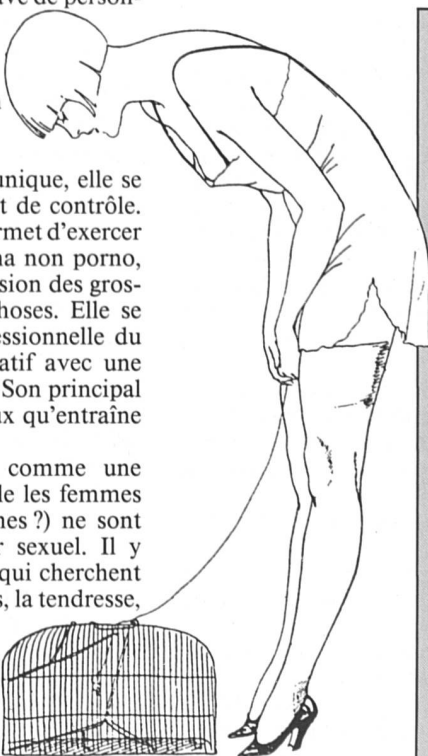 ve de person-
unique, elle se
t de contrôle.
rmet d'exercer
na non porno,
sion des gros-
hoses. Elle se
essionnelle du
atif avec une
Son principal
ux qu'entraîne
comme une
le les femmes
nes ?) ne sont
r sexuel. Il y
qui cherchent
s, la tendresse,